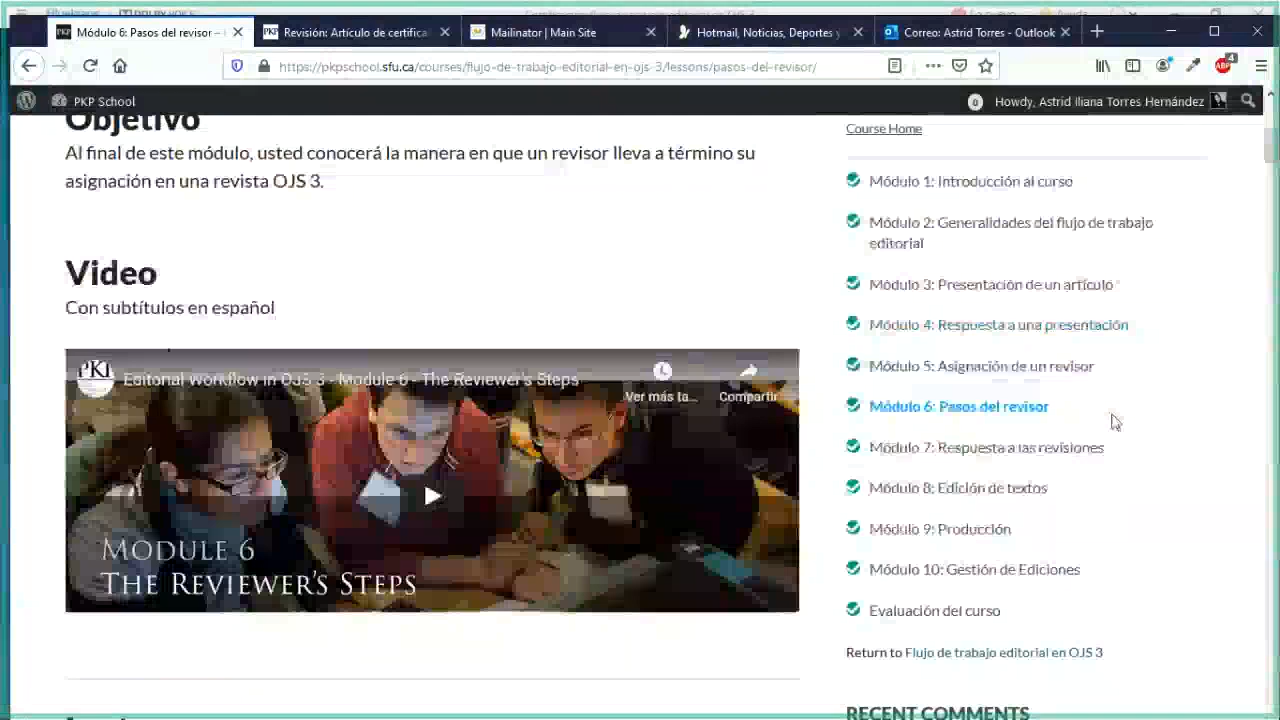 Módulo 6: Pasos del revisor –
Revisión: Artículo de certifica
Mailinator | Main Site
Hotmail, Noticias, Deportes y
Correo: Astrid Torres - Outlook
https://pkpschool.sfu.ca/courses/flujo-de-trabajo-editorial-en-ojs-3/lessons/pasos-del-revisor/
PKP School
0
Howdy, Astrid Iliana Torres Hernández
Objetivo
Al final de este módulo, usted conocerá la manera en que un revisor lleva a término su
asignación en una revista OJS 3.
Video
Con subtítulos en español
PKP
Editorial Workflow in OJS 3 - Module 6 - The Reviewer's Steps
Ver más ta...
Compartir
MODULE 6
THE REVIEWER'S STEPS
Course Home
Módulo 1: Introducción al curso
Módulo 2: Generalidades del flujo de trabajo
editorial
Módulo 3: Presentación de un artículo
Módulo 4: Respuesta a una presentación
Módulo 5: Asignación de un revisor
Módulo 6: Pasos del revisor
Módulo 7: Respuesta a las revisiones
Módulo 8: Edición de textos
Módulo 9: Producción
Módulo 10: Gestión de Ediciones
Evaluación del curso
Return to Flujo de trabajo editorial en OJS 3
RECENT COMMENTS